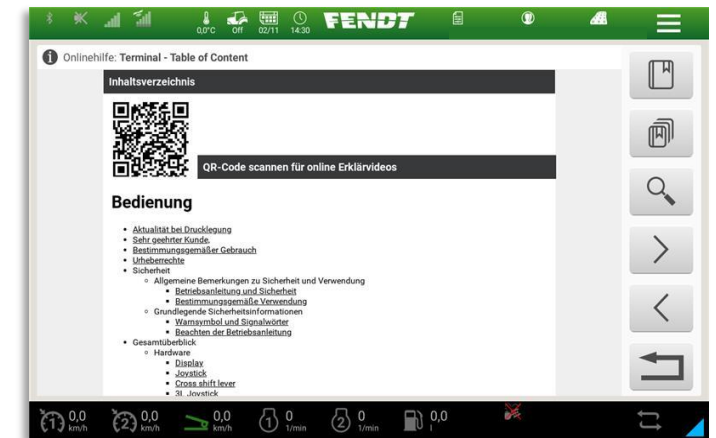 0,0°C Off 02/11 14:30 FENDT
Onlinehilfe: Terminal - Table of Content
Inhaltsverzeichnis
QR-Code scannen für online Erklärvideos
Bedienung
Aktualität bei Drucklegung
Sehr geehrter Kunde,
Bestimmungsgemäßer Gebrauch
Urheberrechte
Sicherheit
Allgemeine Bemerkungen zu Sicherheit und Verwendung
Betriebsanleitung und Sicherheit
Bestimmungsgemäße Verwendung
Grundlegende Sicherheitsinformationen
Warnsymbol und Signalwörter
Beachten der Betriebsanleitung
Gesamtüberblick
Hardware
Display
Joystick
Cross shift lever
3L Joystick
1 0,0 km/h 2 0,0 km/h 0,0 km/h 1 0 1/min 2 0 1/min 0,0 l